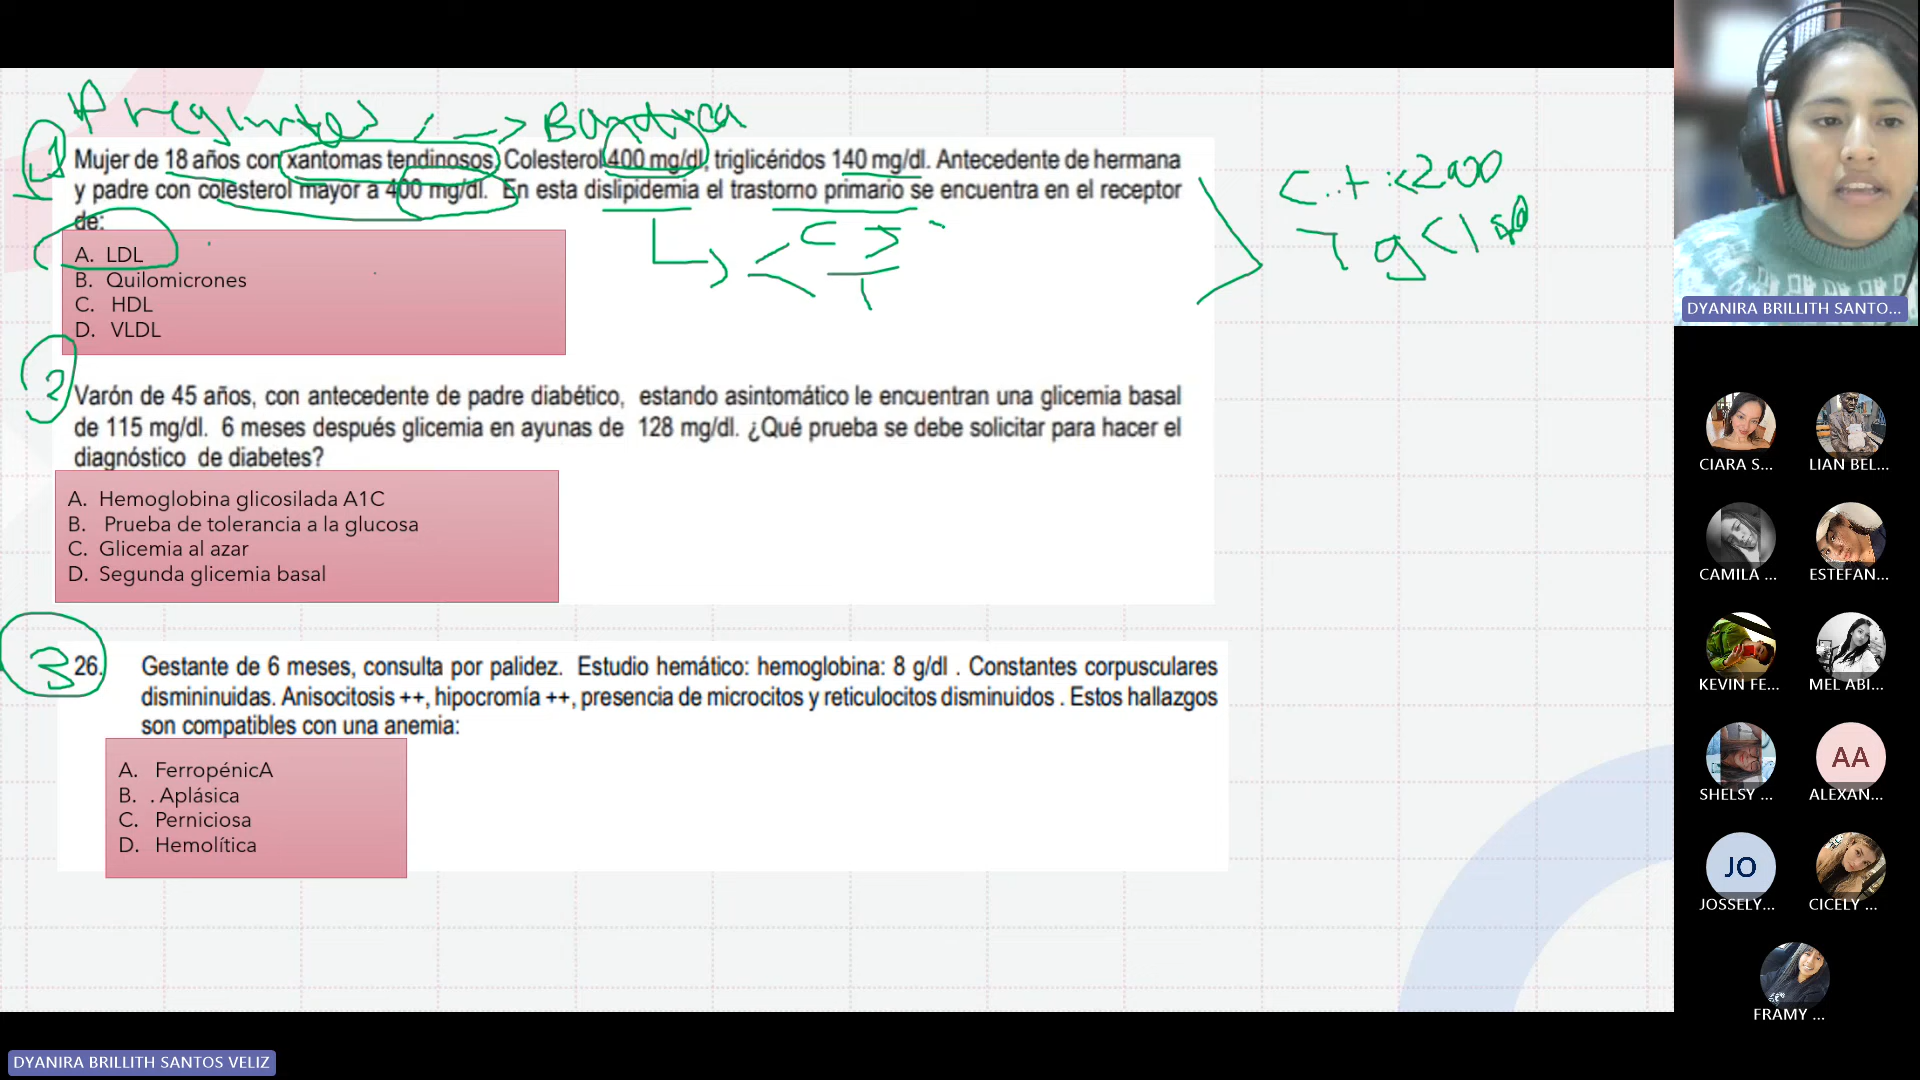 Preguntas / -> Bandura
1
Mujer de 18 años con xantomas tendinosos. Colesterol 400 mg/dl, triglicéridos 140 mg/dl. Antecedente de hermana
y padre con colesterol mayor a 400 mg/dl. En esta dislipidemia el trastorno primario se encuentra en el receptor
de:
A. LDL
B. Quilomicrones
C. HDL
D. VLDL
C.t :<200
Tg <150
2
Varón de 45 años, con antecedente de padre diabético, estando asintomático le encuentran una glicemia basal
de 115 mg/dl. 6 meses después glicemia en ayunas de 128 mg/dl. ¿Qué prueba se debe solicitar para hacer el
diagnóstico de diabetes?
A. Hemoglobina glicosilada A1C
B. Prueba de tolerancia a la glucosa
C. Glicemia al azar
D. Segunda glicemia basal
3
26. Gestante de 6 meses, consulta por palidez. Estudio hemático: hemoglobina: 8 g/dl . Constantes corpusculares
dismininuidas. Anisocitosis ++, hipocromía ++, presencia de microcitos y reticulocitos disminuidos . Estos hallazgos
son compatibles con una anemia:
A. FerropénicA
B. . Aplásica
C. Perniciosa
D. Hemolítica
DYANIRA BRILLITH SANTO...
CIARA S...
LIAN BEL...
CAMILA ...
ESTEFAN...
KEVIN FE...
MEL ABI...
SHELSY ...
AA
ALEXAN...
JO
JOSSELY...
CICELY ...
FRAMY ...
DYANIRA BRILLITH SANTOS VELIZ